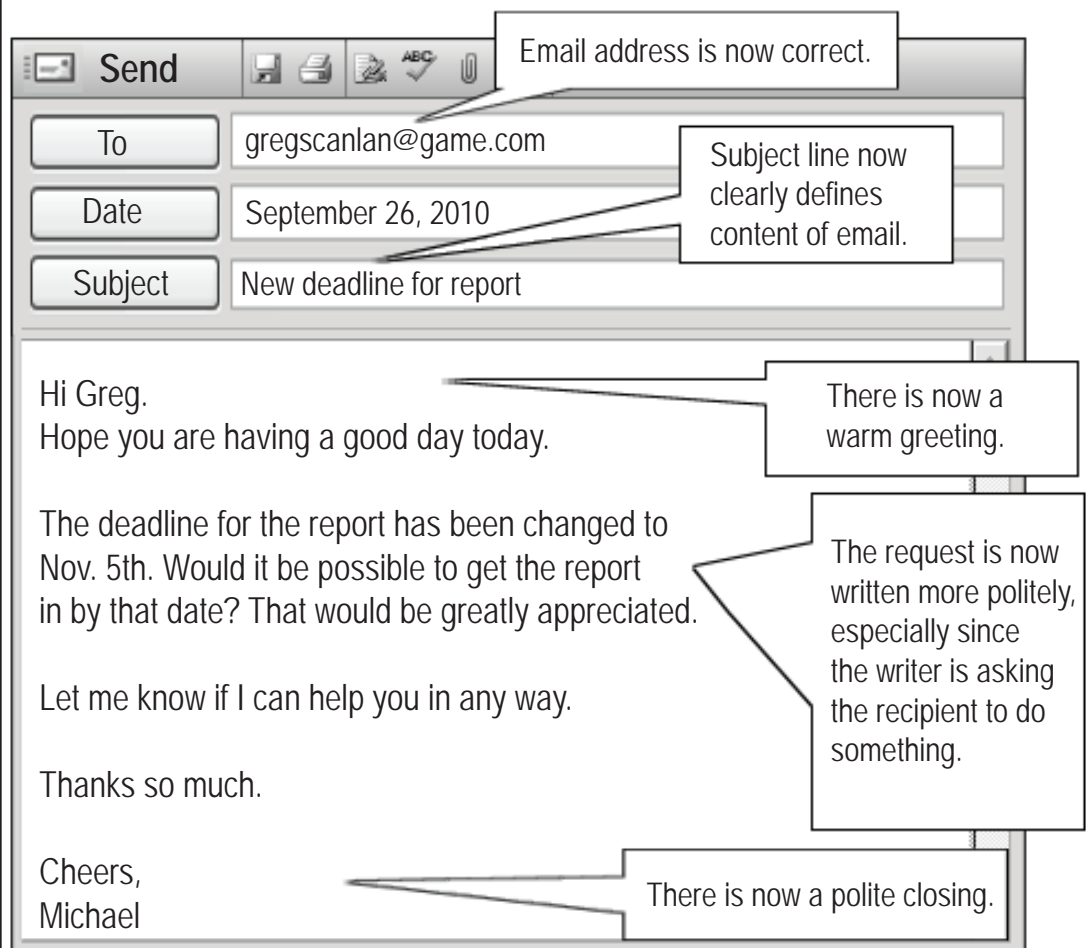 Email address is now correct.
Send
ABC
To
gregscanlan@game.com
Subject line now
clearly defines
content of email.
Date
September 26, 2010
Subject
New deadline for report
Hi Greg.
Hope you are having a good day today.
There is now a
warm greeting.
The deadline for the report has been changed to
Nov. 5th. Would it be possible to get the report
in by that date? That would be greatly appreciated.
The request is now
written more politely,
especially since
the writer is asking
the recipient to do
something.
Let me know if I can help you in any way.
Thanks so much.
Cheers,
Michael
There is now a polite closing.